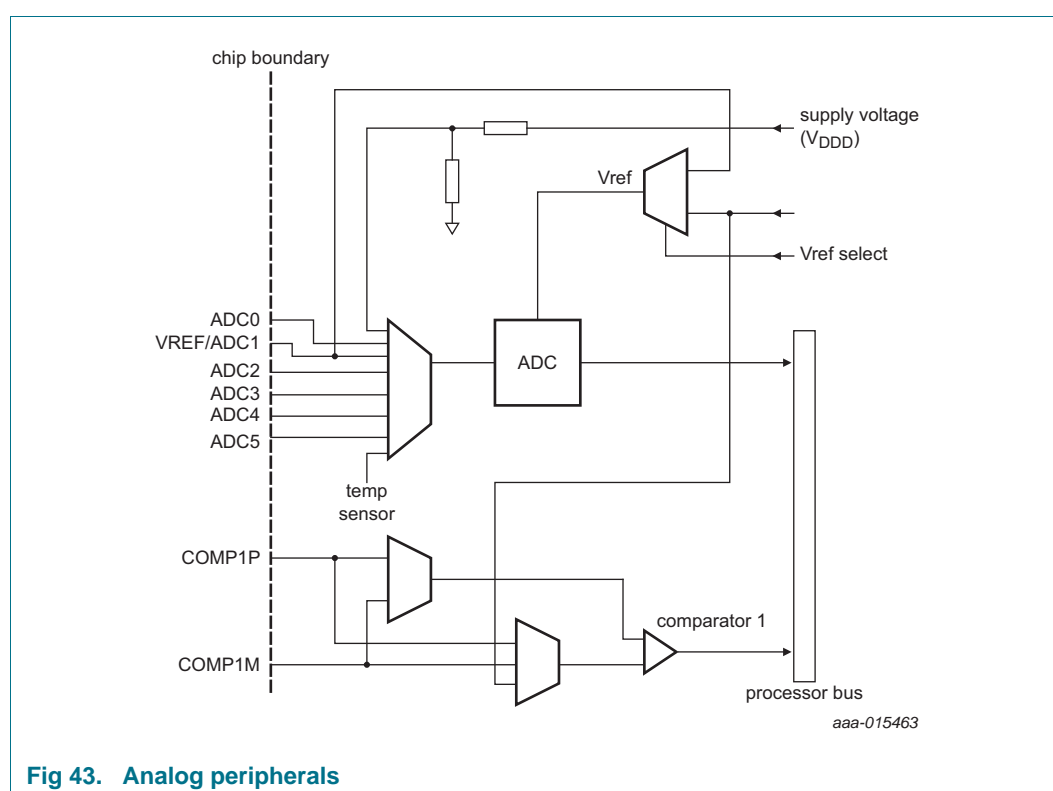 chip boundary
supply voltage
(VDDD)
Vref
Vref select
ADC0
VREF/ADC1
ADC2
ADC3
ADC4
ADC5
ADC
temp
sensor
COMP1P
comparator 1
COMP1M
processor bus
aaa-015463
Fig 43. Analog peripherals